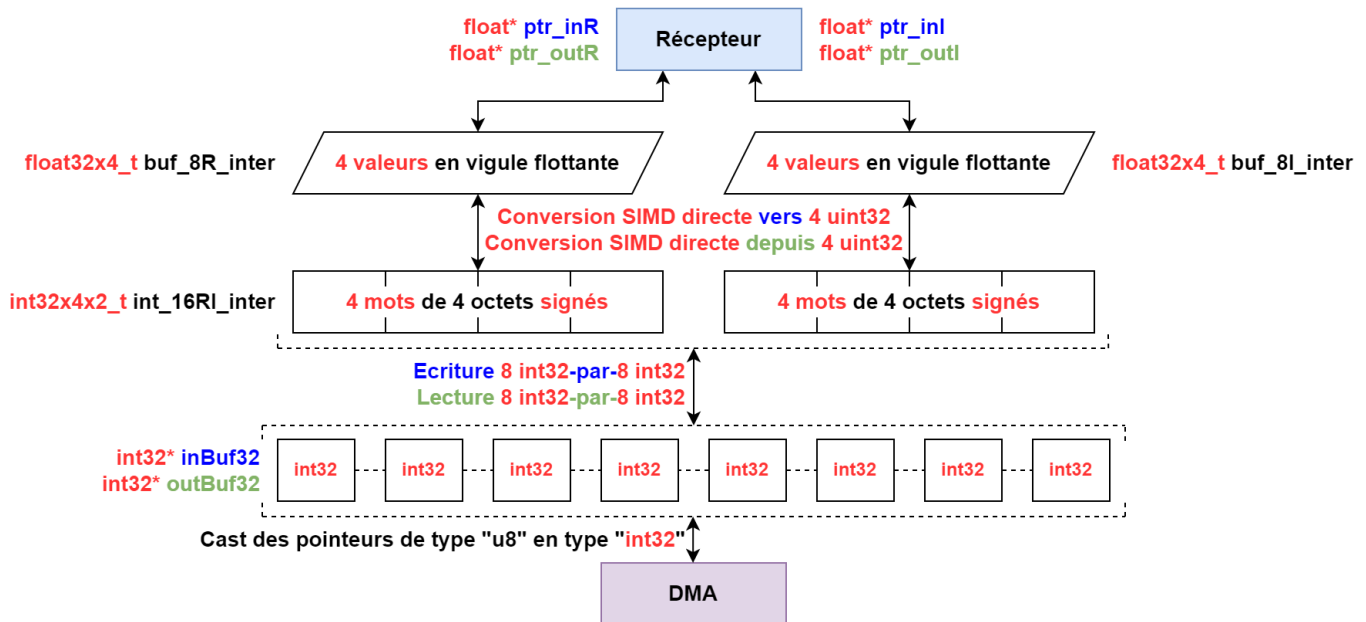 float* ptr_inR
float* ptr_outR
Récepteur
float* ptr_inI
float* ptr_outI
float32x4_t buf_8R_inter
4 valeurs en vigule flottante
4 valeurs en vigule flottante
float32x4_t buf_8I_inter
Conversion SIMD directe vers 4 uint32
Conversion SIMD directe depuis 4 uint32
int32x4x2_t int_16RI_inter
4 mots de 4 octets signés
4 mots de 4 octets signés
Ecriture 8 int32-par-8 int32
Lecture 8 int32-par-8 int32
int32* inBuf32
int32* outBuf32
int32
int32
int32
int32
int32
int32
int32
int32
Cast des pointeurs de type "u8" en type "int32"
DMA